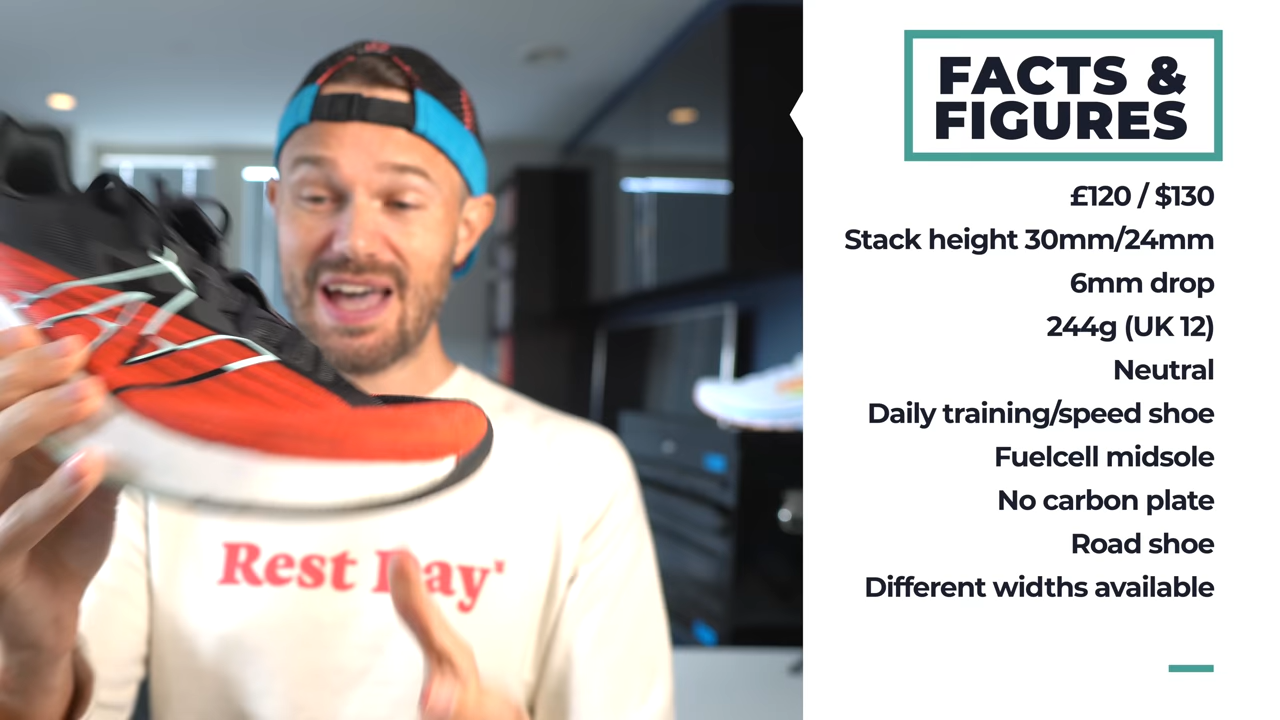 FACTS &
FIGURES
£120 / $130
Stack height 30mm/24mm
6mm drop
244g (UK 12)
Neutral
Daily training/speed shoe
Fuelcell midsole
No carbon plate
Road shoe
Different widths available
Rest Day'